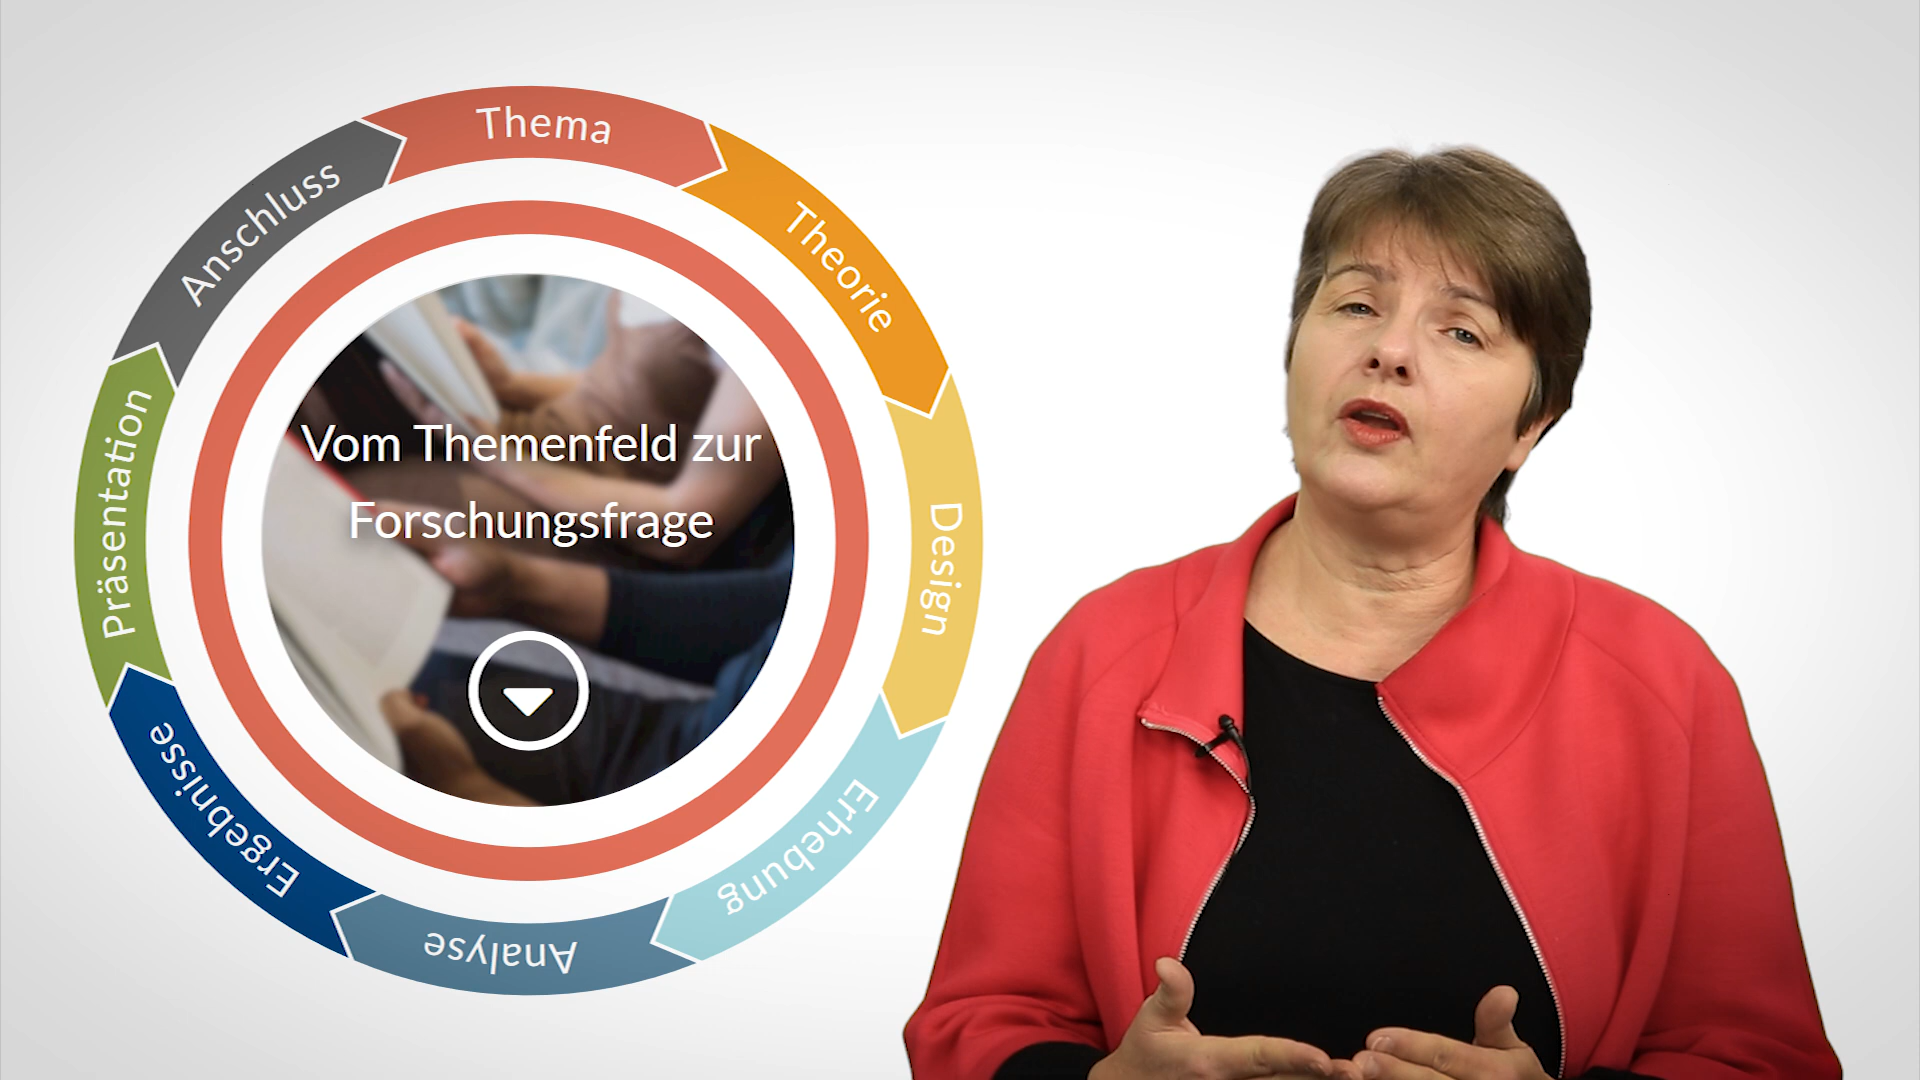 Thema
Theorie
Design
Erhebung
Analyse
Ergebnisse
Präsentation
Anschluss
Vom Themenfeld zur
Forschungsfrage